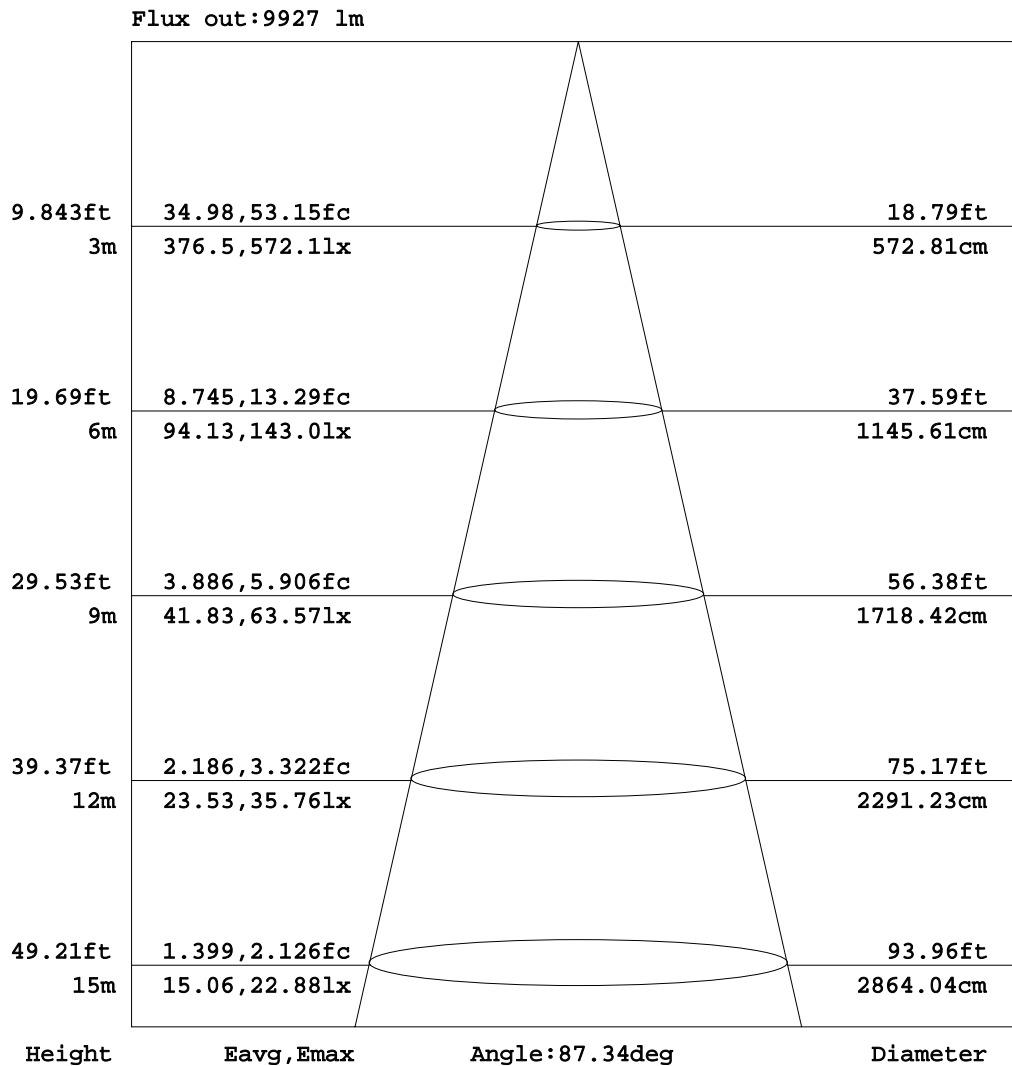 Flux out:9927 lm
9.843ft 34.98,53.15fc 18.79ft
3m 376.5,572.1lx 572.81cm
19.69ft 8.745,13.29fc 37.59ft
6m 94.13,143.0lx 1145.61cm
29.53ft 3.886,5.906fc 56.38ft
9m 41.83,63.57lx 1718.42cm
39.37ft 2.186,3.322fc 75.17ft
12m 23.53,35.76lx 2291.23cm
49.21ft 1.399,2.126fc 93.96ft
15m 15.06,22.88lx 2864.04cm
Height Eavg,Emax Angle:87.34deg Diameter